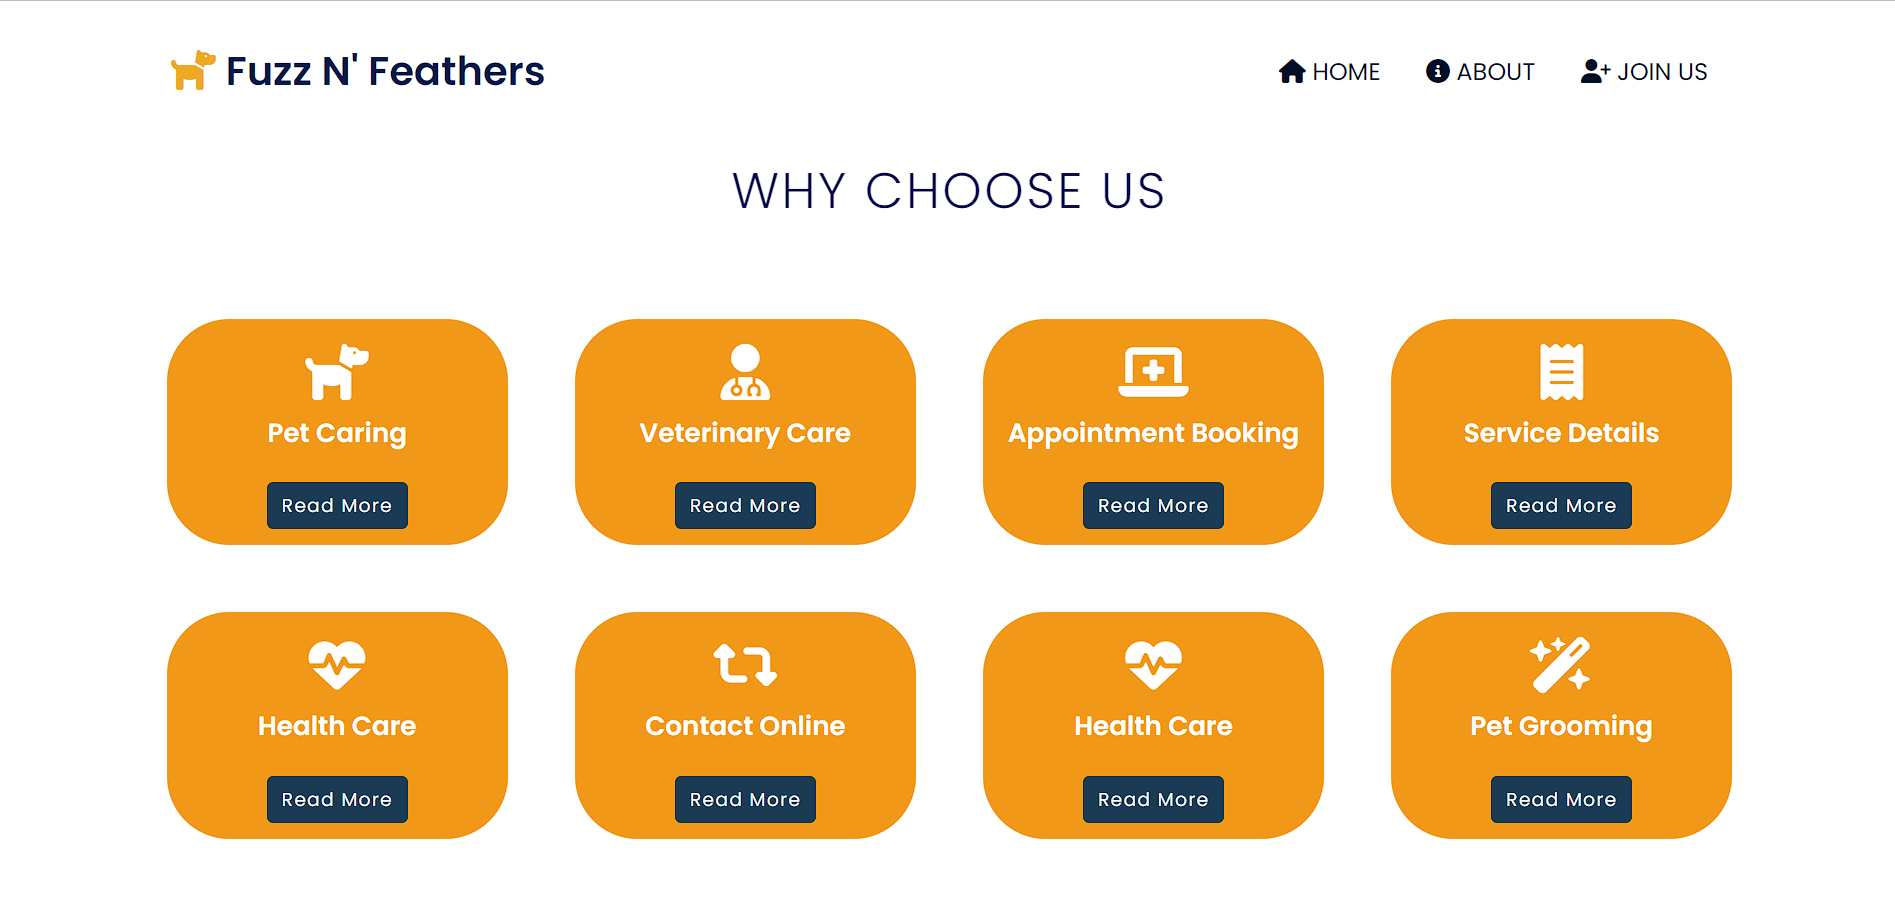 Fuzz N' Feathers
HOME ABOUT JOIN US
WHY CHOOSE US
Pet Caring
Read More
Veterinary Care
Read More
Appointment Booking
Read More
Service Details
Read More
Health Care
Read More
Contact Online
Read More
Health Care
Read More
Pet Grooming
Read More